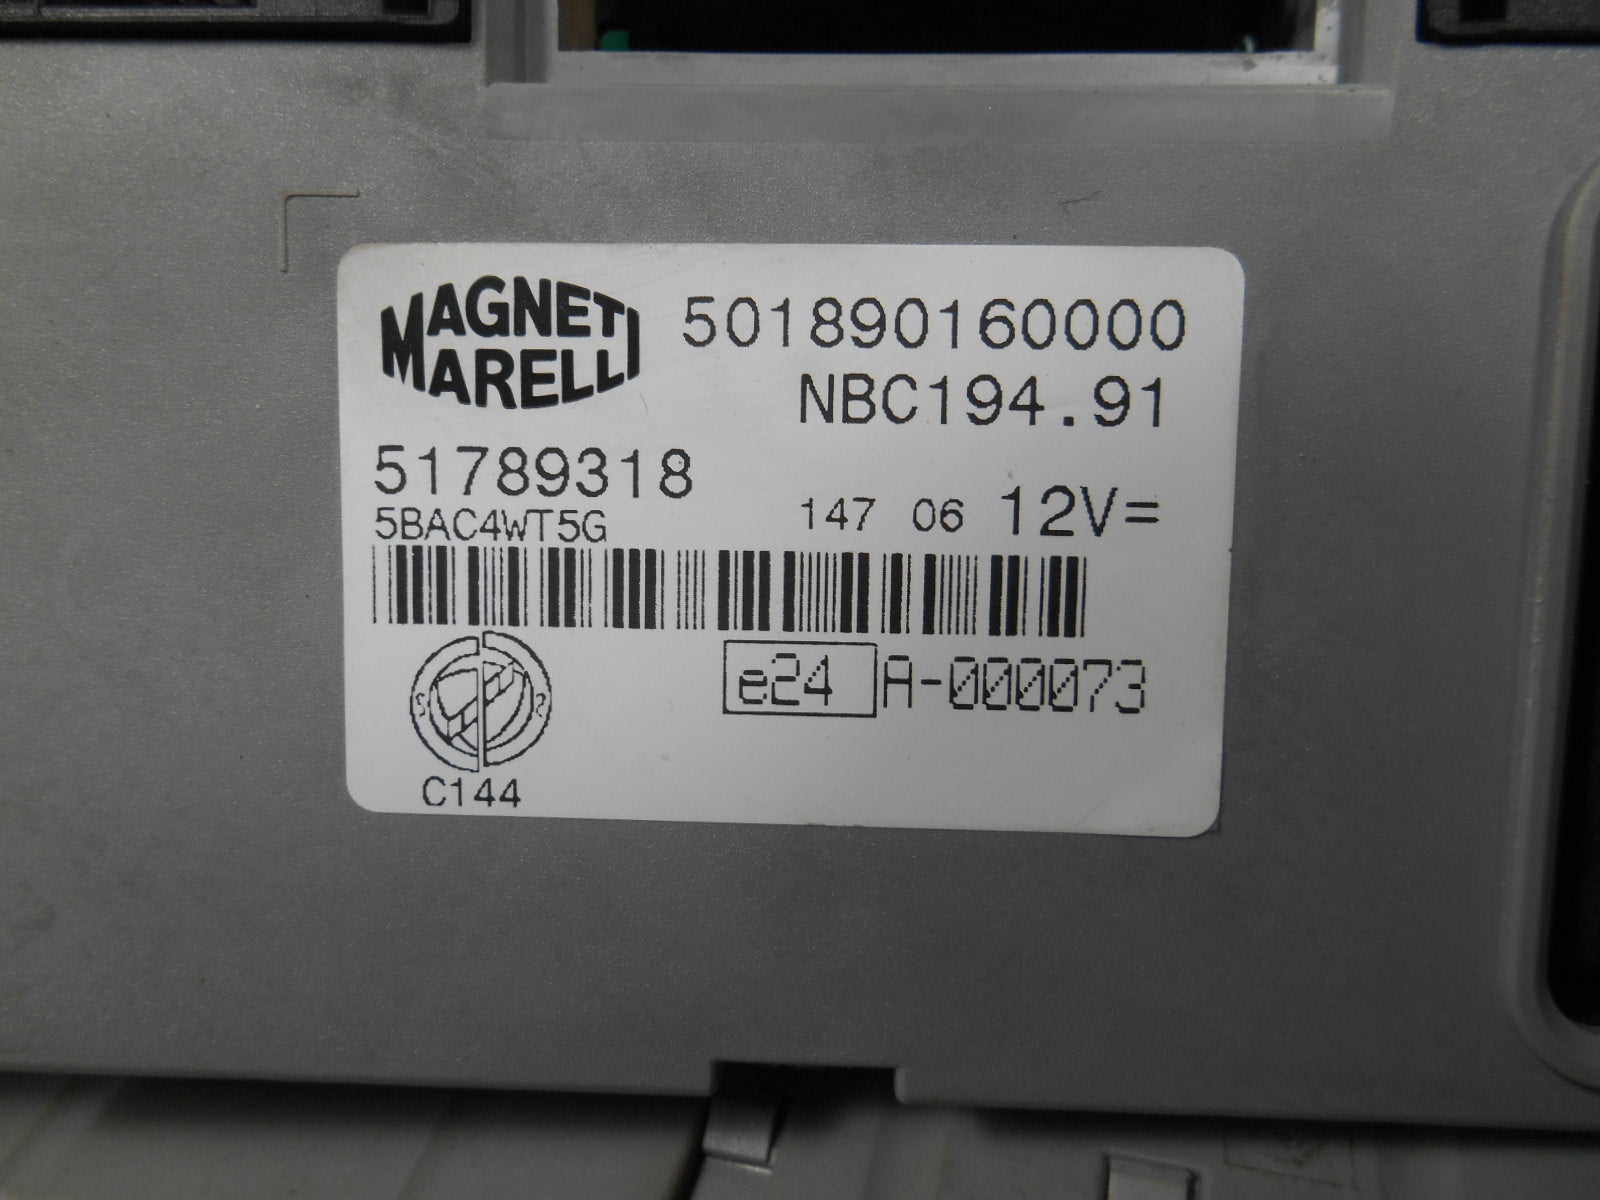 MAGNETI
MARELLI
501890160000
NBC194.91
51789318
5BAC4WT5G
147 06 12V=
e24 A-000073
C144